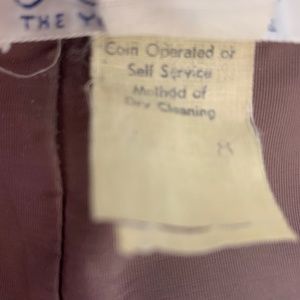 THE
Coin Operated or
Self Service
Method of
Dry Cleaning